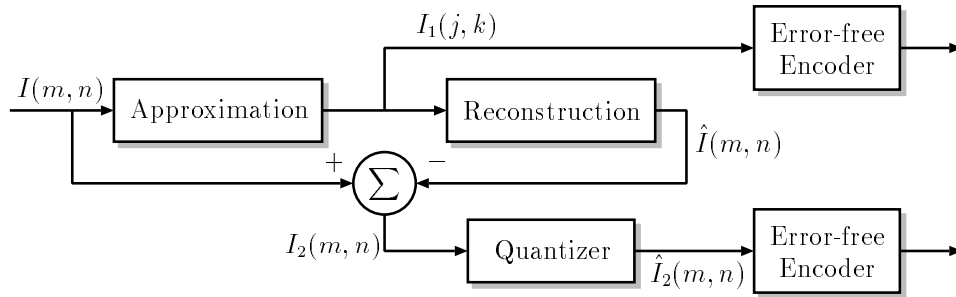 I₁(j, k)
Error-free
Encoder
I(m, n)
Approximation
Reconstruction
Î(m, n)
+
−
∑
I₂(m, n)
Quantizer
Î₂(m, n)
Error-free
Encoder